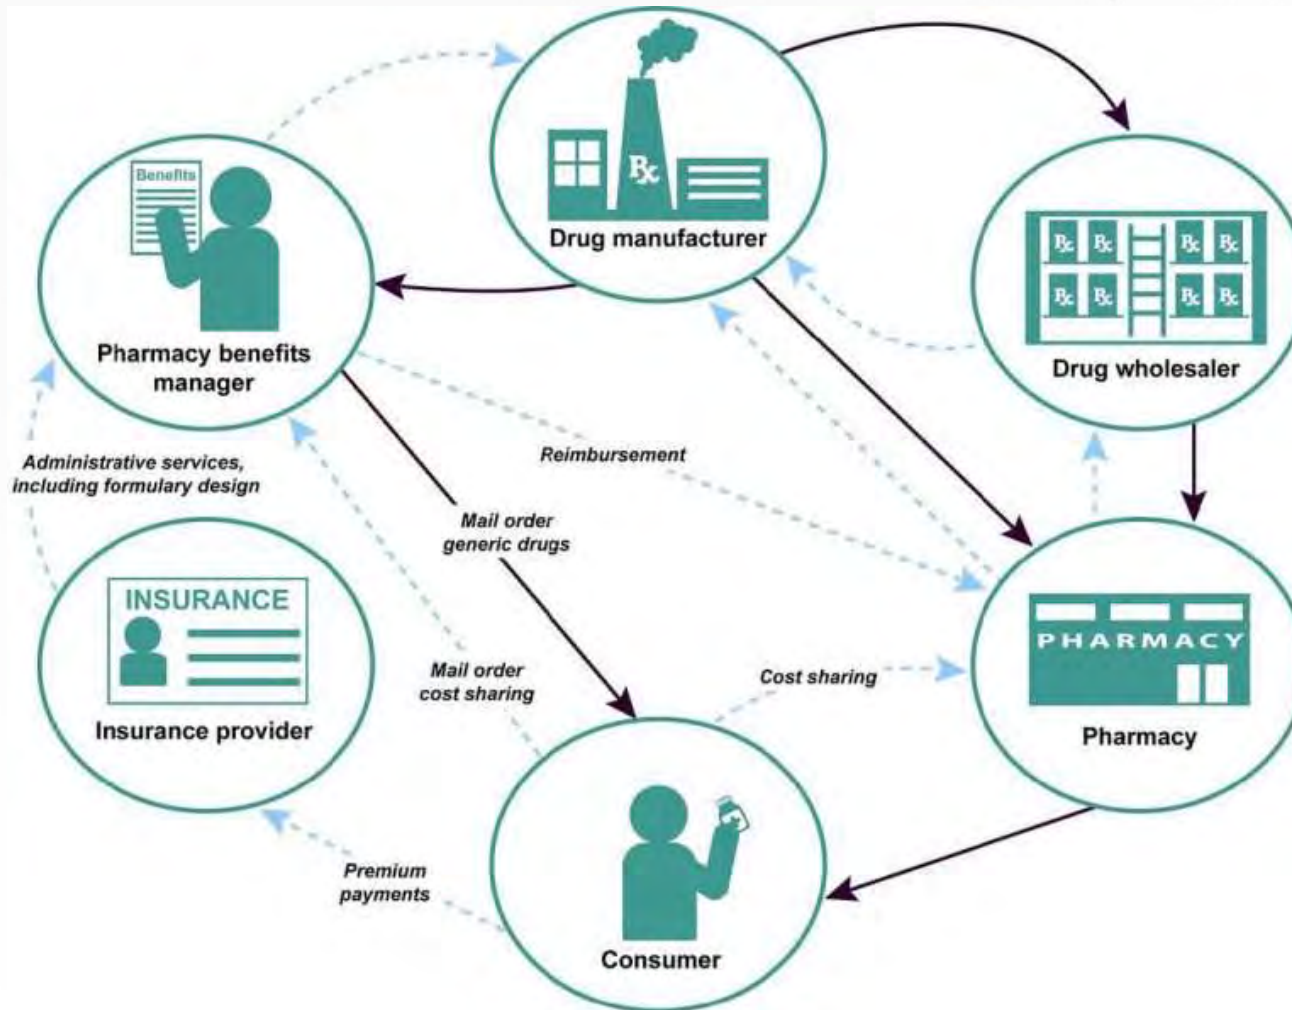 Benefits
Rx
Drug manufacturer
Rx Rx Rx Rx
Rx Rx Rx Rx
Pharmacy benefits
manager
Drug wholesaler
Administrative services,
including formulary design
Reimbursement
Mail order
generic drugs
INSURANCE
Insurance provider
Mail order
cost sharing
Cost sharing
PHARMACY
Pharmacy
Premium
payments
Consumer